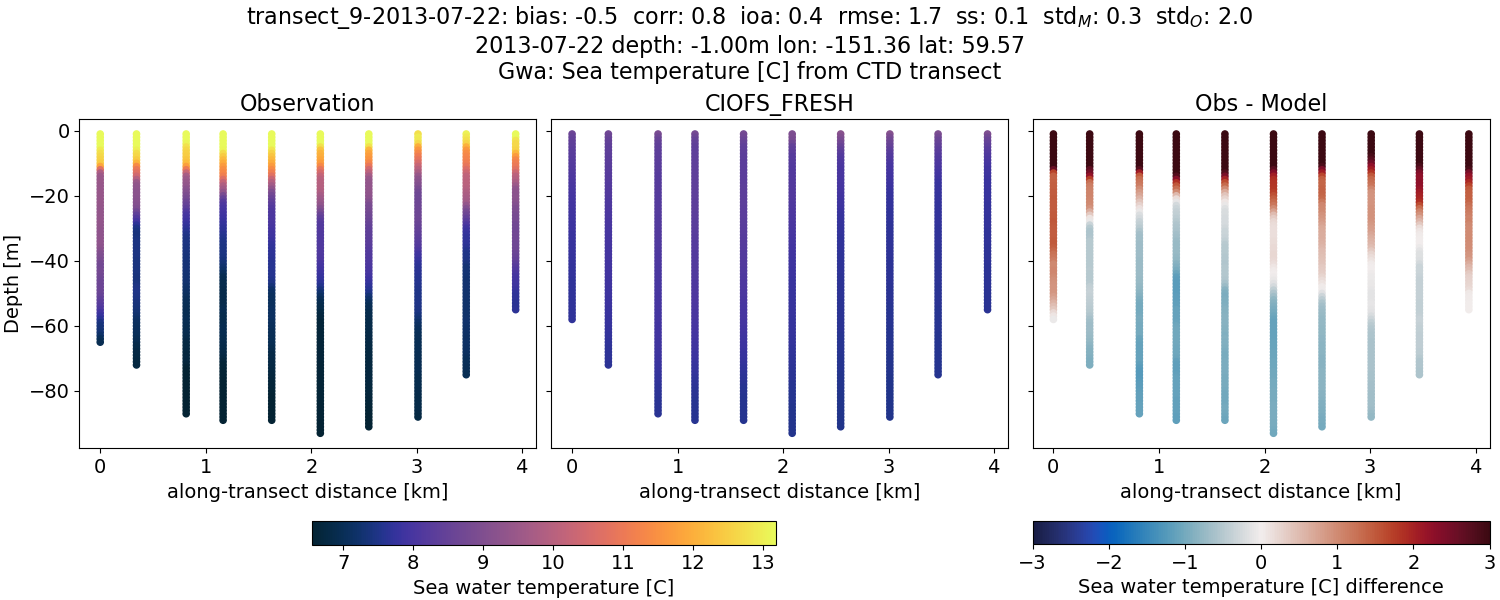 transect_9-2013-07-22: bias: -0.5 corr: 0.8 ioa: 0.4 rmse: 1.7 ss: 0.1 std_M: 0.3 std_O: 2.0
2013-07-22 depth: -1.00m lon: -151.36 lat: 59.57
Gwa: Sea temperature [C] from CTD transect
Observation
CIOFS_FRESH
Obs - Model
Depth [m]
0
−20
−40
−60
−80
0 1 2 3 4
0 1 2 3 4
0 1 2 3 4
along-transect distance [km]
along-transect distance [km]
along-transect distance [km]
7 8 9 10 11 12 13
Sea water temperature [C]
−3 −2 −1 0 1 2 3
Sea water temperature [C] difference